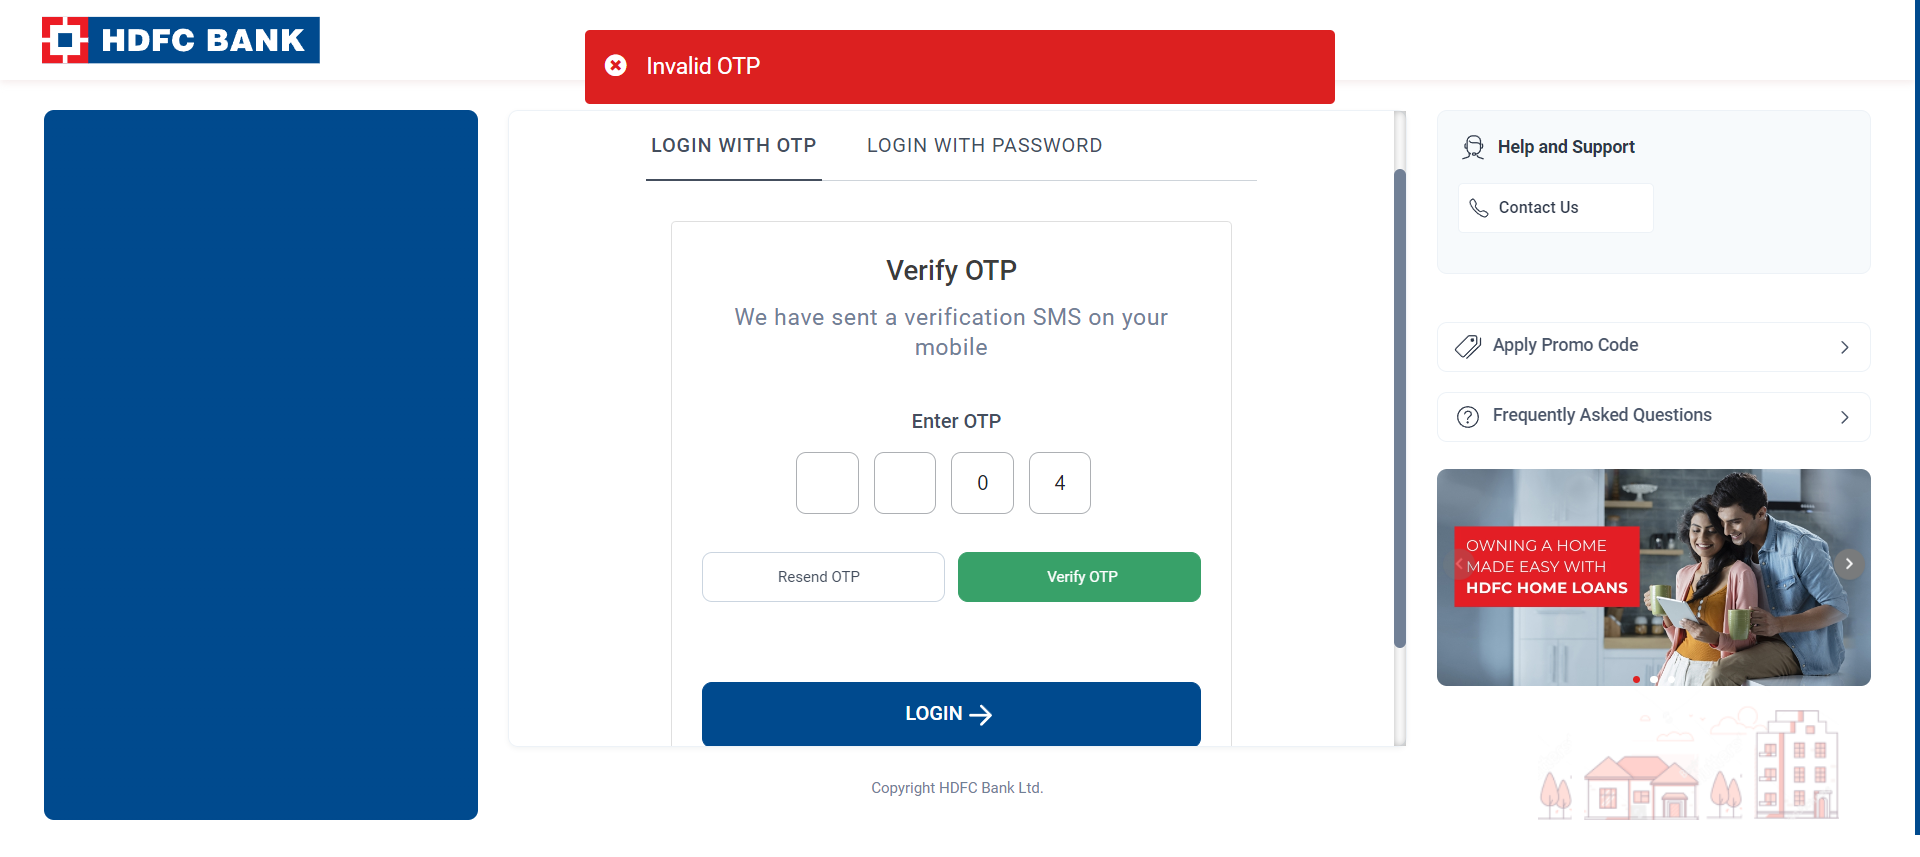 HDFC BANK
Invalid OTP
LOGIN WITH OTP
LOGIN WITH PASSWORD
Verify OTP
We have sent a verification SMS on your
mobile
Enter OTP
0
4
Resend OTP
Verify OTP
LOGIN
Copyright HDFC Bank Ltd.
Help and Support
Contact Us
Apply Promo Code
Frequently Asked Questions
OWNING A HOME
MADE EASY WITH
HDFC HOME LOANS